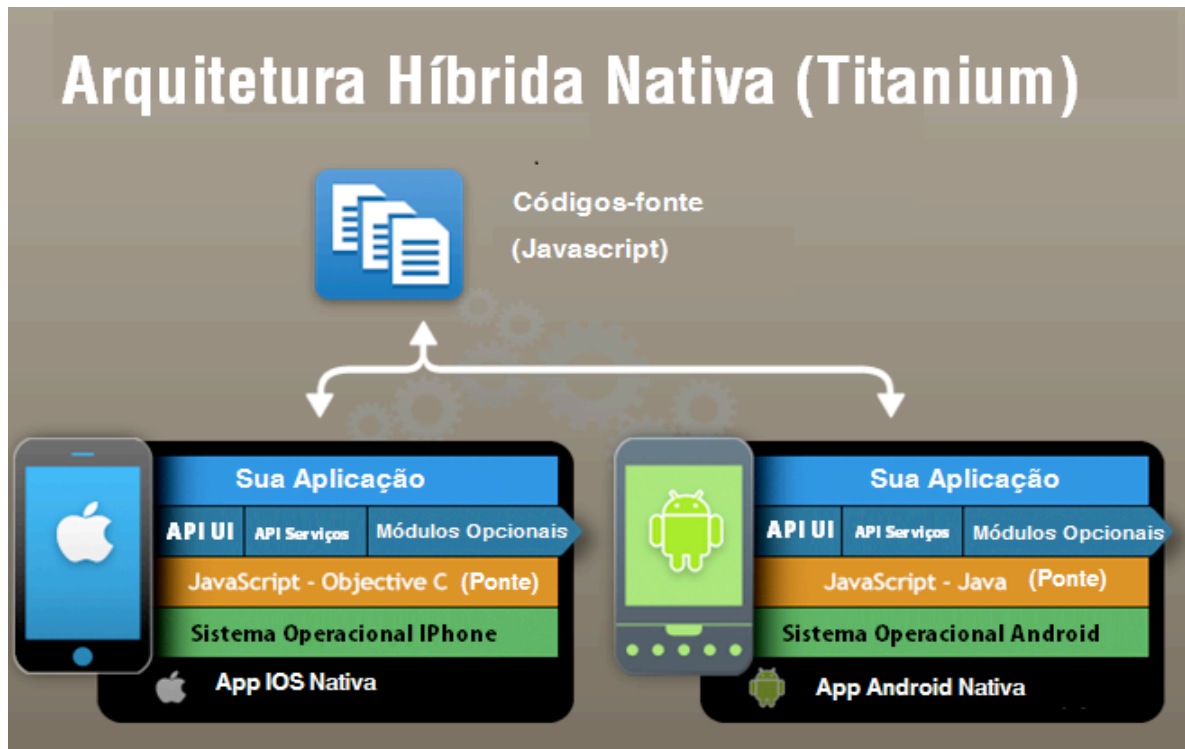 Arquitetura Híbrida Nativa (Titanium)
Códigos-fonte
(Javascript)
Sua Aplicação
API UI API Serviços Módulos Opcionais
JavaScript - Objective C (Ponte)
Sistema Operacional IPhone
App IOS Nativa
Sua Aplicação
API UI API Serviços Módulos Opcionais
JavaScript - Java (Ponte)
Sistema Operacional Android
App Android Nativa